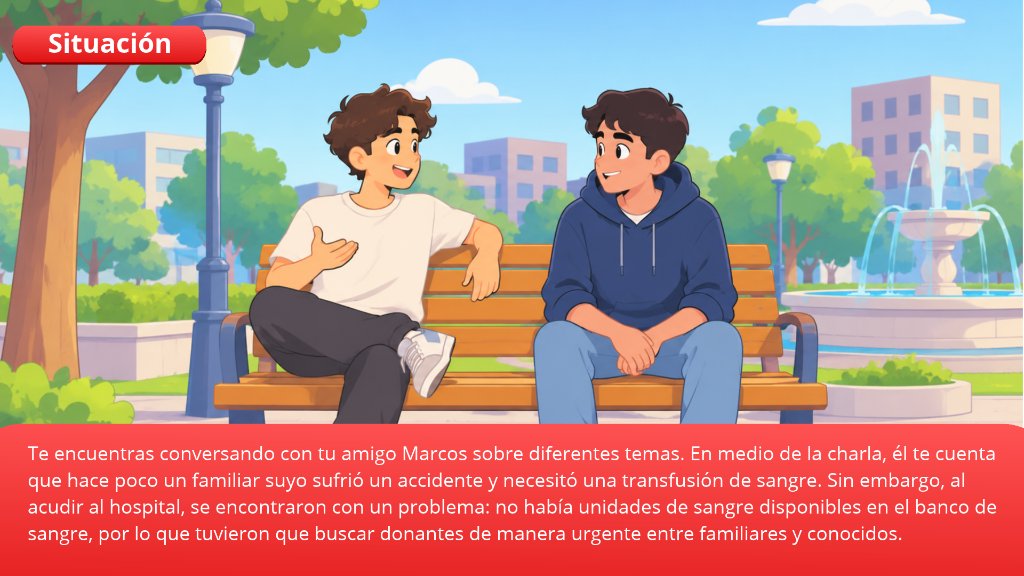 Situación
Te encuentras conversando con tu amigo Marcos sobre diferentes temas. En medio de la charla, él te cuenta
que hace poco un familiar suyo sufrió un accidente y necesitó una transfusión de sangre. Sin embargo, al
acudir al hospital, se encontraron con un problema: no había unidades de sangre disponibles en el banco de
sangre, por lo que tuvieron que buscar donantes de manera urgente entre familiares y conocidos.